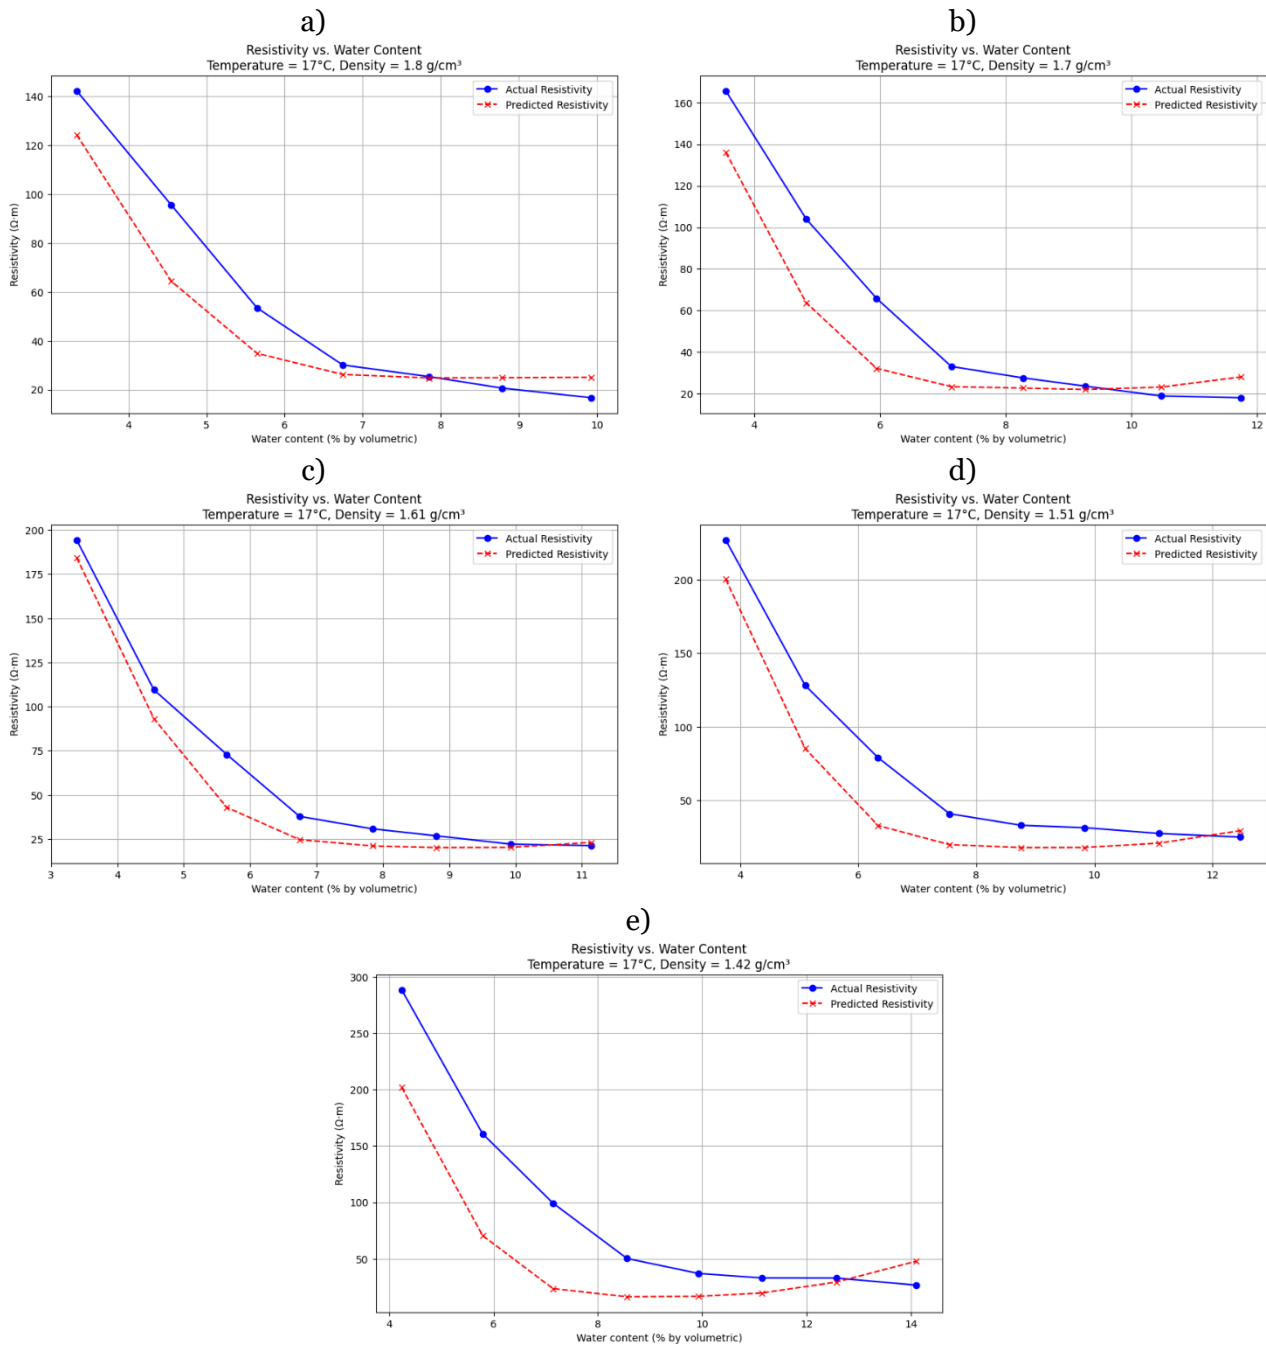 a)
Resistivity vs. Water Content
Temperature = 17°C, Density = 1.8 g/cm³
Actual Resistivity
Predicted Resistivity
Resistivity (Ω·m)
140
120
100
80
60
40
20
4 5 6 7 8 9 10
Water content (% by volumetric)
b)
Resistivity vs. Water Content
Temperature = 17°C, Density = 1.7 g/cm³
Actual Resistivity
Predicted Resistivity
Resistivity (Ω·m)
160
140
120
100
80
60
40
20
4 6 8 10 12
Water content (% by volumetric)
c)
Resistivity vs. Water Content
Temperature = 17°C, Density = 1.61 g/cm³
Actual Resistivity
Predicted Resistivity
Resistivity (Ω·m)
200
175
150
125
100
75
50
25
3 4 5 6 7 8 9 10 11
Water content (% by volumetric)
d)
Resistivity vs. Water Content
Temperature = 17°C, Density = 1.51 g/cm³
Actual Resistivity
Predicted Resistivity
Resistivity (Ω·m)
200
150
100
50
4 6 8 10 12
Water content (% by volumetric)
e)
Resistivity vs. Water Content
Temperature = 17°C, Density = 1.42 g/cm³
Actual Resistivity
Predicted Resistivity
Resistivity (Ω·m)
300
250
200
150
100
50
4 6 8 10 12 14
Water content (% by volumetric)